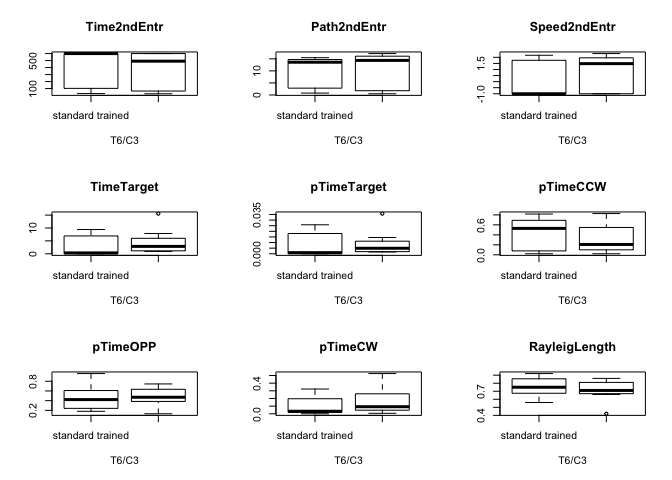 Time2ndEntr
100 500
standard trained
T6/C3
Path2ndEntr
0 10
standard trained
T6/C3
Speed2ndEntr
-1.0 1.5
standard trained
T6/C3
TimeTarget
0 10
standard trained
T6/C3
pTimeTarget
0.000 0.035
standard trained
T6/C3
pTimeCCW
0.0 0.6
standard trained
T6/C3
pTimeOPP
0.2 0.8
standard trained
T6/C3
pTimeCW
0.0 0.4
standard trained
T6/C3
RayleigLength
0.4 0.7
standard trained
T6/C3